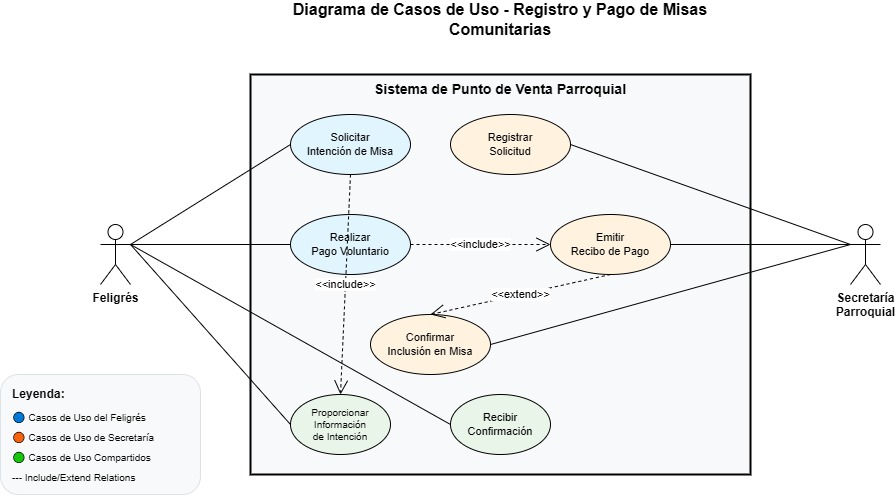 Diagrama de Casos de Uso - Registro y Pago de Misas
Comunitarias
Sistema de Punto de Venta Parroquial
Solicitar
Intención de Misa
Registrar
Solicitud
Realizar
Pago Voluntario
<<include>>
Emitir
Recibo de Pago
<<include>>
<<extend>>
Feligrés
Secretaría
Parroquial
Confirmar
Inclusión en Misa
Proporcionar
Información
de Intención
Recibir
Confirmación
Leyenda:
Casos de Uso del Feligrés
Casos de Uso de Secretaría
Casos de Uso Compartidos
--- Include/Extend Relations